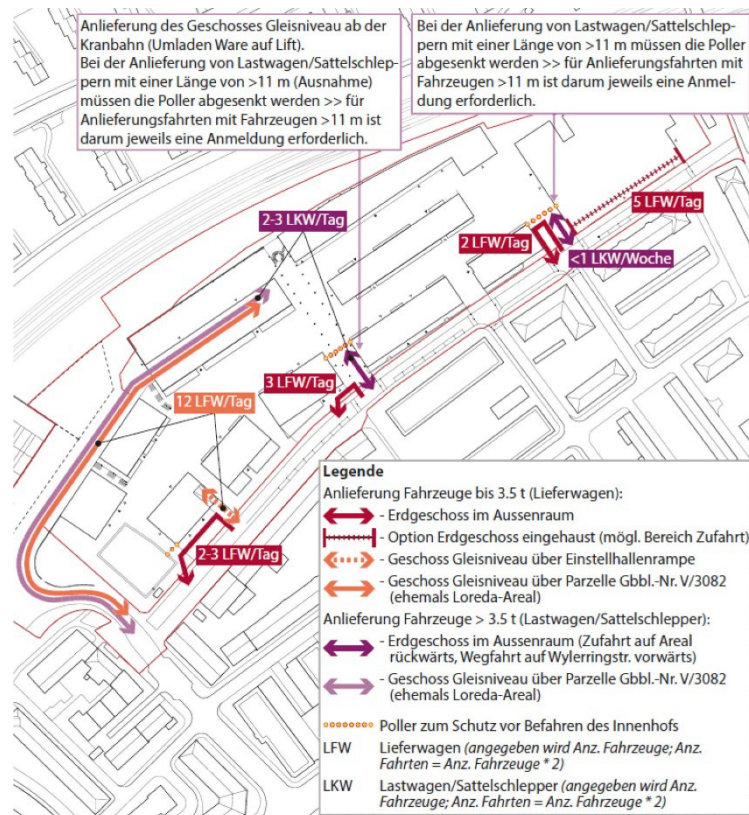 Anlieferung des Geschosses Gleisniveau ab der
Kranbahn (Umladen Ware auf Lift).
Bei der Anlieferung von Lastwagen/Sattelschlep-
pern mit einer Länge von >11 m (Ausnahme)
müssen die Poller abgesenkt werden >> für
Anlieferungsfahrten mit Fahrzeugen >11 m ist
darum jeweils eine Anmeldung erforderlich.
Bei der Anlieferung von Lastwagen/Sattelschlep-
pern mit einer Länge von >11 m müssen die Poller
abgesenkt werden >> für Anlieferungsfahrten mit
Fahrzeugen >11 m ist darum jeweils eine Anmel-
dung erforderlich.
5 LFW/Tag
2-3 LKW/Tag
2 LFW/Tag
<1 LKW/Woche
3 LFW/Tag
12 LFW/Tag
2-3 LFW/Tag
Legende
Anlieferung Fahrzeuge bis 3.5 t (Lieferwagen):
- Erdgeschoss im Aussenraum
- Option Erdgeschoss eingehaust (mögl. Bereich Zufahrt)
- Geschoss Gleisniveau über Einstellhallenrampe
- Geschoss Gleisniveau über Parzelle Gbbl.-Nr. V/3082
(ehemals Loreda-Areal)
Anlieferung Fahrzeuge > 3.5 t (Lastwagen/Sattelschlepper):
- Erdgeschoss im Aussenraum (Zufahrt auf Areal
rückwärts, Wegfahrt auf Wylerringstr. vorwärts)
- Geschoss Gleisniveau über Parzelle Gbbl.-Nr. V/3082
(ehemals Loreda-Areal)
Poller zum Schutz vor Befahren des Innenhofs
LFW Lieferwagen (angegeben wird Anz. Fahrzeuge; Anz.
Fahrten = Anz. Fahrzeuge * 2)
LKW Lastwagen/Sattelschlepper (angegeben wird Anz.
Fahrzeuge; Anz. Fahrten = Anz. Fahrzeuge * 2)